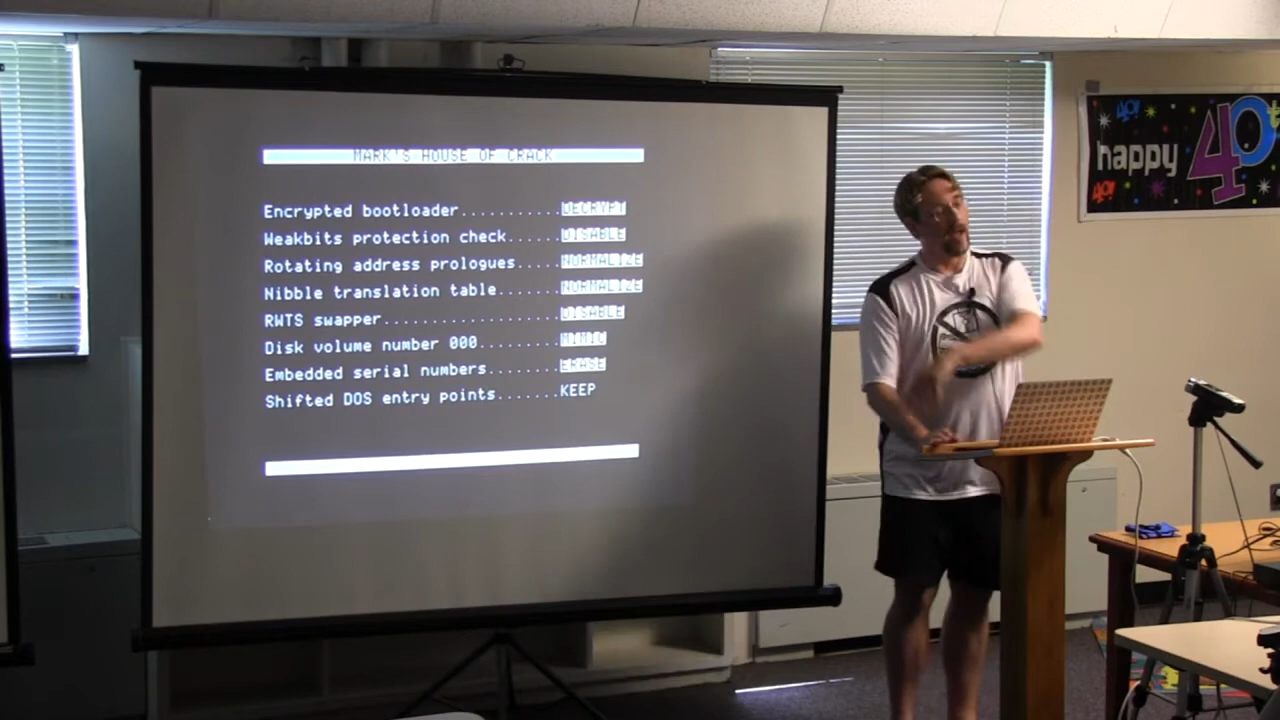 MARK'S HOUSE OF CRACK
Encrypted bootloader...........DECRYPT
Weakbits protection check......DISABLE
Rotating address prologues.....NORMALIZE
Nibble translation table.......NORMALIZE
RWTS swapper...................DISABLE
Disk volume number 000.........MIMIC
Embedded serial numbers........ERASE
Shifted DOS entry points.......KEEP
40!
happy 40t
40!